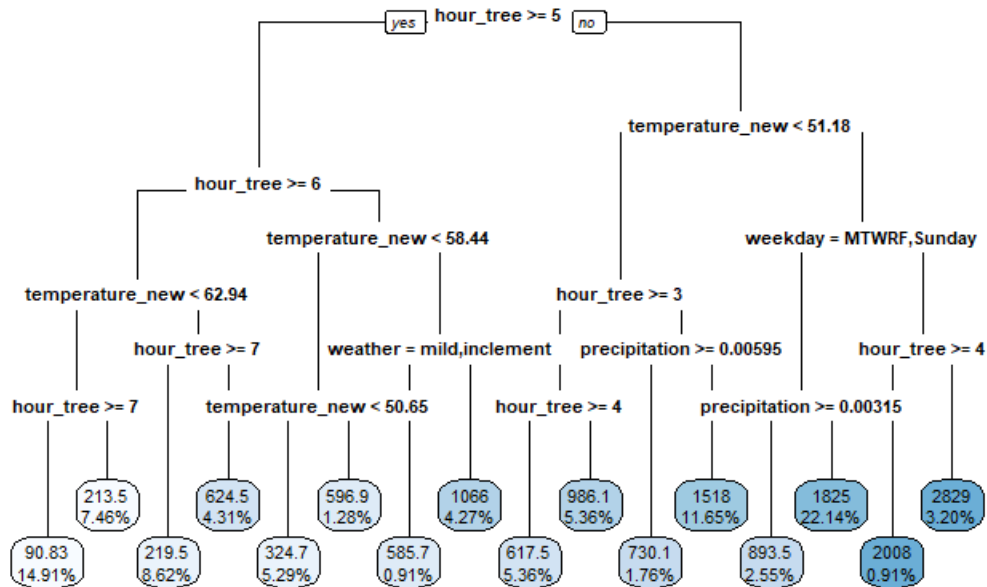 yes hour_tree >= 5 no
temperature_new < 51.18
hour_tree >= 6
temperature_new < 58.44 weekday = MTWRF,Sunday
temperature_new < 62.94 hour_tree >= 3
hour_tree >= 7 weather = mild,inclement precipitation >= 0.00595 hour_tree >= 4
hour_tree >= 7 temperature_new < 50.65 hour_tree >= 4 precipitation >= 0.00315
213.5 624.5 596.9 1066 986.1 1518 1825 2829
7.46% 4.31% 1.28% 4.27% 5.36% 11.65% 22.14% 3.20%
90.83 219.5 324.7 585.7 617.5 730.1 893.5 2008
14.91% 8.62% 5.29% 0.91% 5.36% 1.76% 2.55% 0.91%